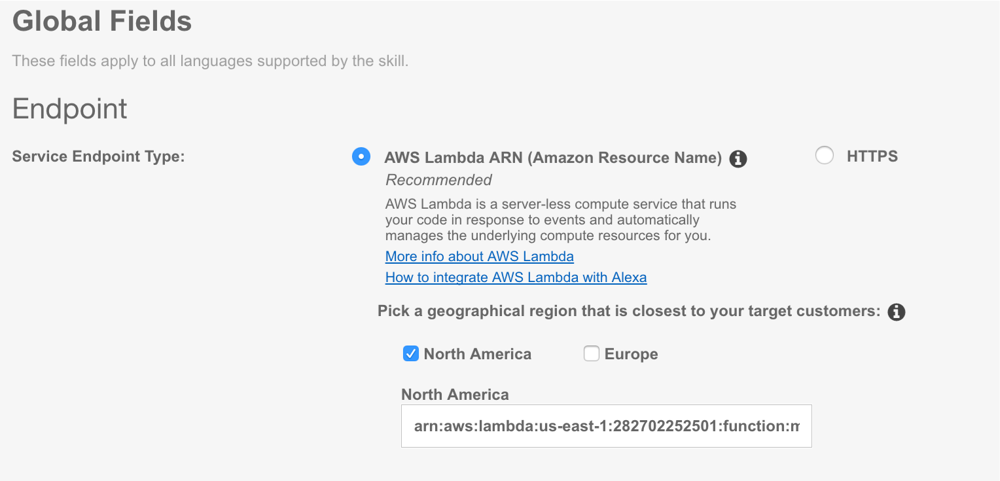 Global Fields
These fields apply to all languages supported by the skill.
Endpoint
Service Endpoint Type:
AWS Lambda ARN (Amazon Resource Name)
HTTPS
Recommended
AWS Lambda is a server-less compute service that runs
your code in response to events and automatically
manages the underlying compute resources for you.
More info about AWS Lambda
How to integrate AWS Lambda with Alexa
Pick a geographical region that is closest to your target customers:
North America
Europe
North America
arn:aws:lambda:us-east-1:282702252501:function:m